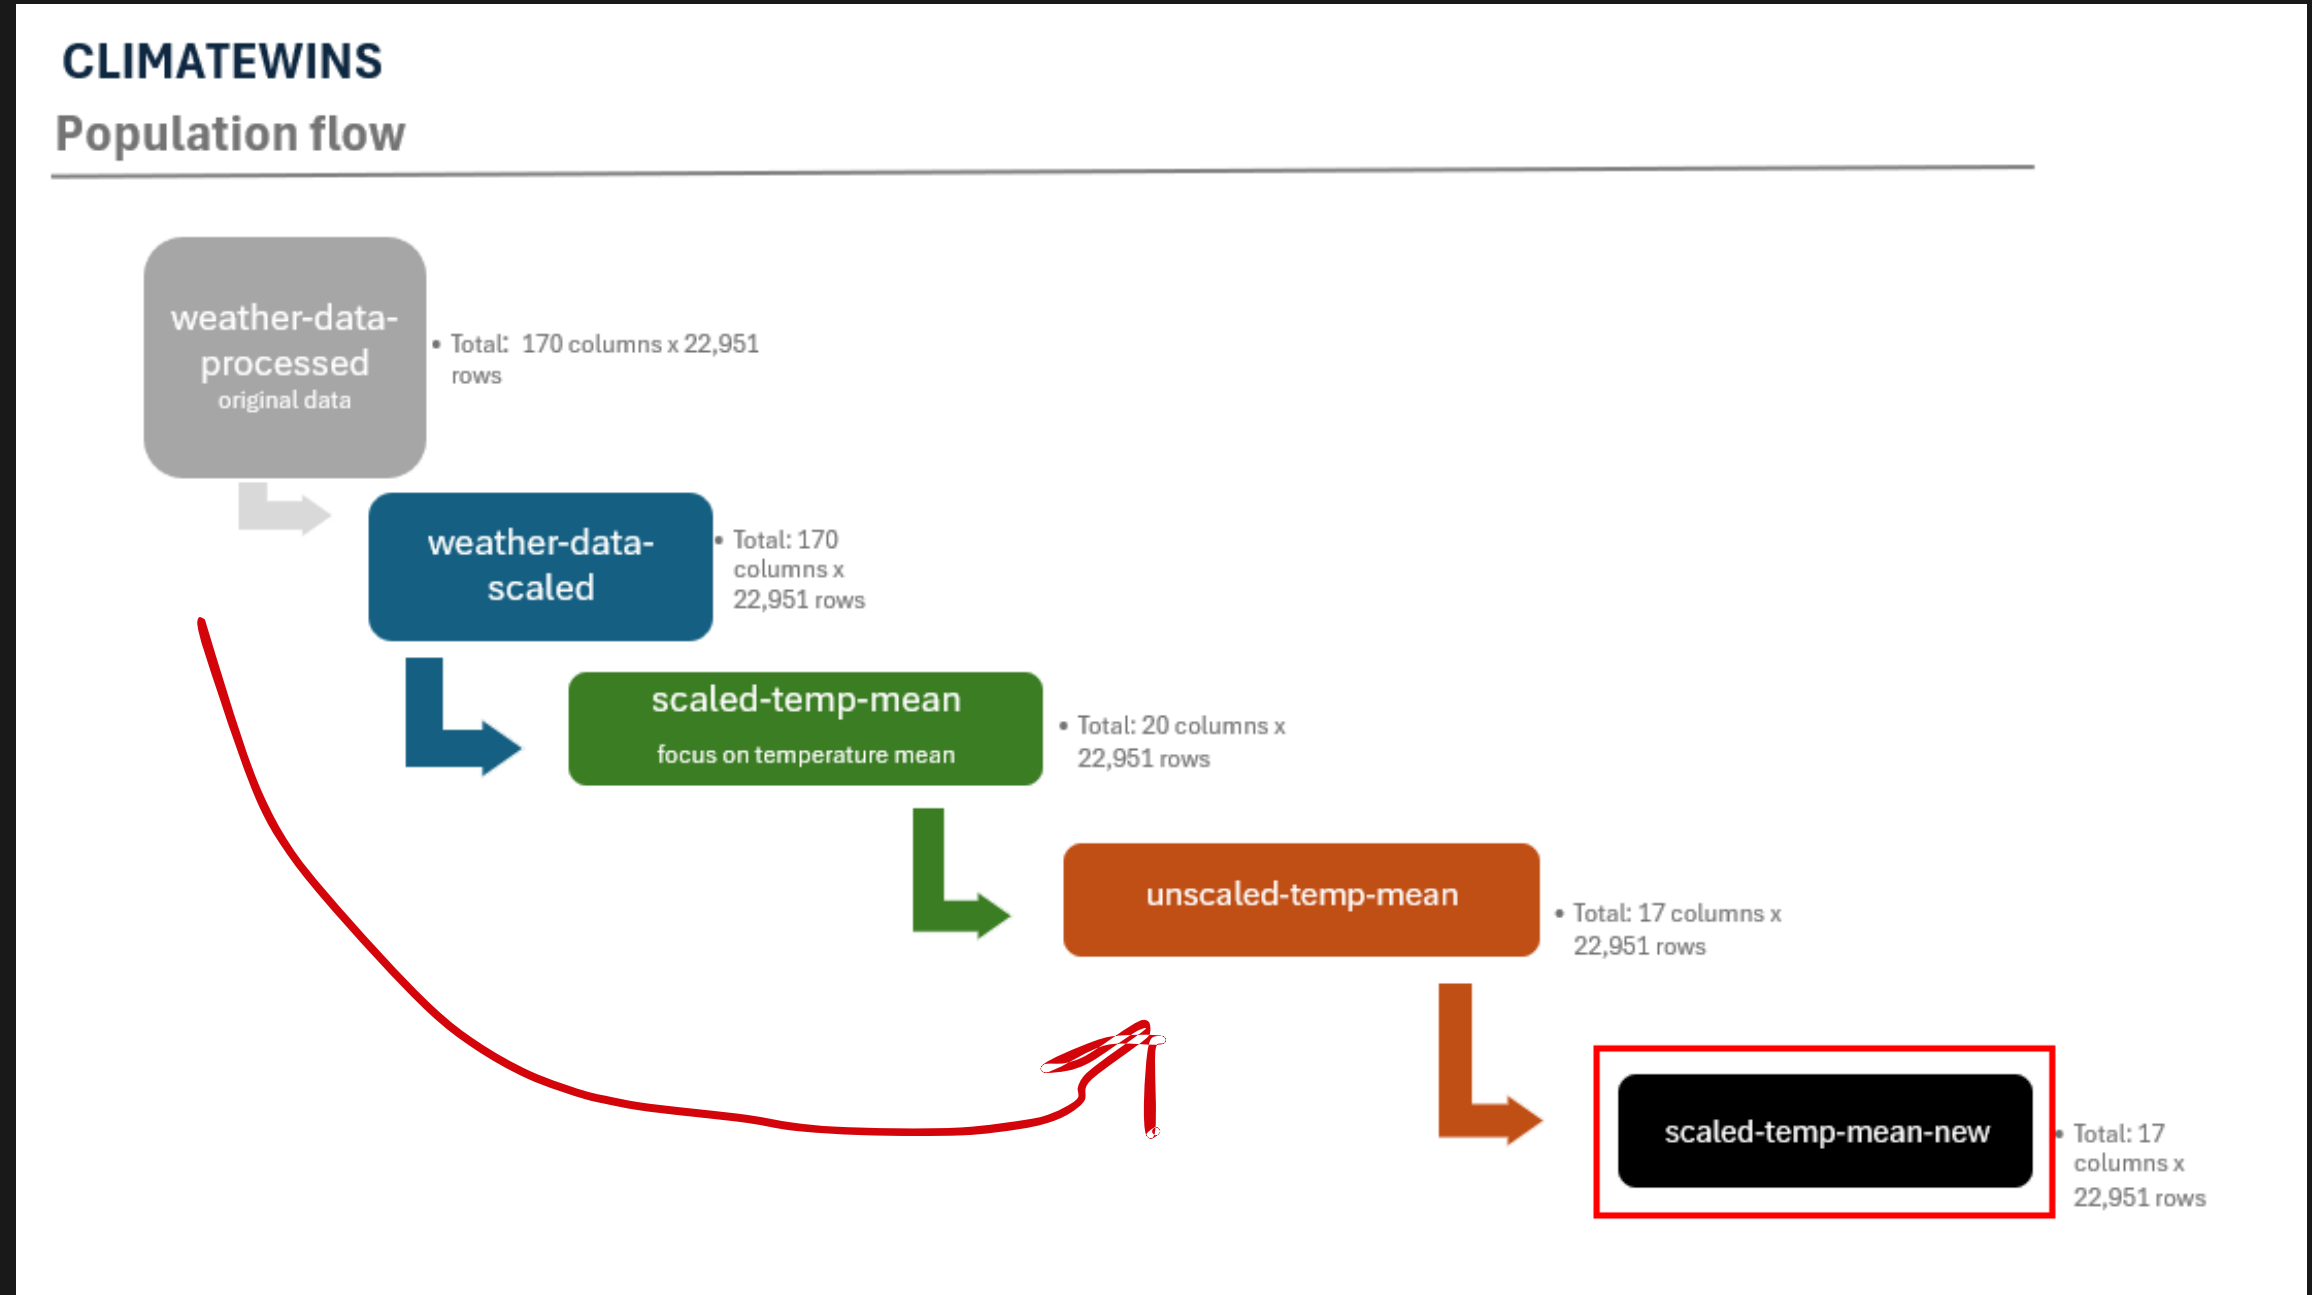 CLIMATEWINS
Population flow
weather-data-
processed
original data
• Total:  170 columns x 22,951
rows
weather-data-
scaled
• Total: 170
columns x
22,951 rows
scaled-temp-mean
focus on temperature mean
• Total: 20 columns x
22,951 rows
unscaled-temp-mean
• Total: 17 columns x
22,951 rows
scaled-temp-mean-new
• Total: 17
columns x
22,951 rows